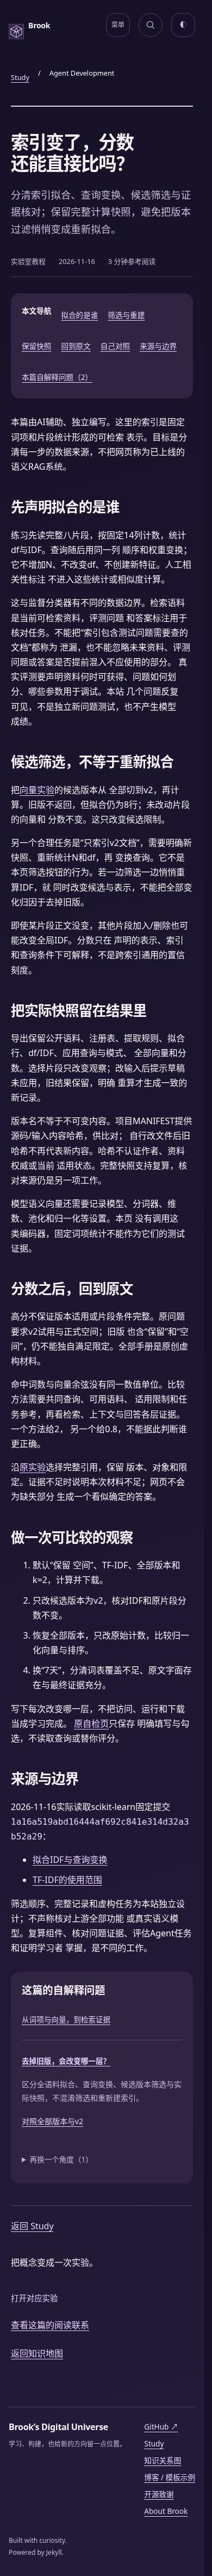 Brook
菜单
Study / Agent Development
索引变了，分数
还能直接比吗？
分清索引拟合、查询变换、候选筛选与证
据核对；保留完整计算快照，避免把版本
过滤悄悄变成重新拟合。
实验室教程 2026-11-16 3 分钟参考阅读
本文导航 拟合的是谁 筛选与重建
保留快照 回到原文 自己对照 来源与边界
本篇自解释问题（2）
本篇由AI辅助、独立编写。这里的索引是固定
词项和片段统计形成的可检索 表示。目标是分
清每一步的数据来源，不把网页称为已上线的
语义RAG系统。
先声明拟合的是谁
练习先读完整八片段，按固定14列计数，统计
df与IDF。查询随后用同一列 顺序和权重变换；
它不增加N、不改变df、不创建新特征。人工相
关性标注 不进入这些统计或相似度计算。
这与监督分类器有不同的数据边界。检索语料
是当前可检索资料，评测问题 和答案标注用于
核对任务。不能把“索引包含测试问题需要查的
文档”都称为 泄漏，也不能忽略未来资料、评测
问题或答案是否提前混入不应使用的部分。 真
实评测要声明资料何时可获得、问题如何划
分、哪些参数用于调试。本站 几个问题反复
可见，不是独立新问题测试，也不产生模型
成绩。
候选筛选，不等于重新拟合
把向量实验的候选版本从 全部切到v2，再计
算。旧版不返回，但拟合仍为8行；未改动片段
的向量和 分数不变。这只改变候选限制。
另一个合理任务是“只索引v2文档”，需要明确新
快照、重新统计N和df，再 变换查询。它不是
本页筛选按钮的行为。若一边筛选一边悄悄重
算IDF，就 同时改变候选与表示，不能把全部变
化归因于去掉旧版。
即使某片段正文没变，其他片段加入/删除也可
能改变全局IDF。分数只在 声明的表示、索引
和查询条件下可解释，不是跨索引通用的置信
刻度。
把实际快照留在结果里
导出保留公开语料、注册表、提取规则、拟合
行、df/IDF、应用查询与模式、 全部向量和分
数。选择片段只改变观察；改输入后提示草稿
未应用，旧结果保留，明确 重算才生成一致的
新记录。
版本名不等于不可变内容。项目MANIFEST提供
源码/输入内容哈希，供比对； 自行改文件后旧
哈希不再代表新内容。哈希不认证作者、资料
权威或当前 适用状态。完整快照支持复算，核
对来源仍是另一项工作。
模型语义向量还需要记录模型、分词器、维
数、池化和归一化等设置。本页 没有调用这
类编码器，固定词项统计不能作为它们的测试
证据。
分数之后，回到原文
高分不保证版本适用或片段条件完整。原问题
要求v2试用与正式空间；旧版 也含“保留”和“空
间”，仍不能独自满足限定。全部手册是原创虚
构材料。
命中词数与向量余弦没有同一数值单位。比较
方法需要共同查询、可用语料、 适用限制和任
务参考，再看检索、上下文与回答各层证据。
一个方法给2， 另一个给0.8，不能据此判断谁
更正确。
沿原实验选择完整引用，保留 版本、对象和限
定。证据不足时说明本次材料不足；网页不会
为缺失部分 生成一个看似确定的答案。
做一次可比较的观察
1. 默认“保留 空间”、TF-IDF、全部版本和
k=2，计算并下载。
2. 只改候选版本为v2，核对IDF和原片段分
数不变。
3. 恢复全部版本，只改原始计数，比较归一
化向量与排序。
4. 换“7天”，分清词表覆盖不足、原文字面存
在与最终证据充分。
写下每次改变哪一层，不把访问、运行和下载
当成学习完成。 原自检页只保存 明确填写与勾
选，不读取查询或替你评分。
来源与边界
2026-11-16实际读取scikit-learn固定提交
1a16a519abd16444af692c841e314d32a3
b52a29：
• 拟合IDF与查询变换
• TF-IDF的使用范围
筛选顺序、完整记录和虚构任务为本站独立设
计；不声称核对上游全部功能 或真实语义模
型。复算组件、核对问题证据、评估Agent任务
和证明学习者 掌握，是不同的工作。
这篇的自解释问题
从词项与向量，到检索证据
去掉旧版，会改变哪一层？
区分全语料拟合、查询变换、候选版本筛选与实
际快照，不混淆筛选和重新建索引。
对照全部版本与v2
▶ 再换一个角度（1）
返回 Study
把概念变成一次实验。
打开对应实验
查看这篇的阅读联系
返回知识地图
Brook’s Digital Universe
学习、构建，也给新的方向留一点位置。
GitHub ↗
Study
知识关系图
博客 / 模板示例
开源致谢
About Brook
Built with curiosity.
Powered by Jekyll.